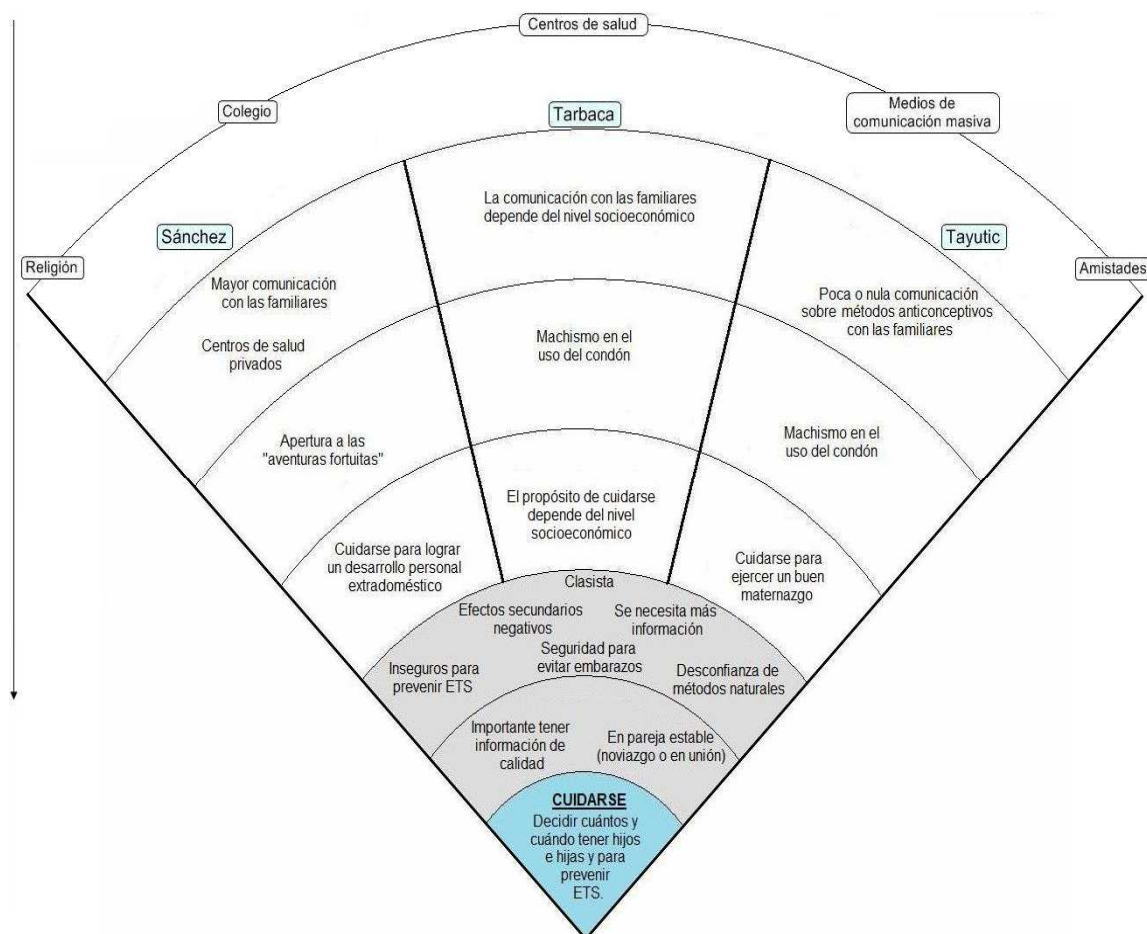 Centros de salud
Colegio
Medios de
comunicación masiva
Tarbaca
Sánchez
Tayutic
Religión
Amistades
La comunicación con las familiares
depende del nivel socioeconómico
Mayor comunicación
con las familiares
Centros de salud
privados
Poca o nula comunicación
sobre métodos anticonceptivos
con las familiares
Machismo en el
uso del condón
Apertura a las
"aventuras fortuitas"
Machismo en el
uso del condón
El propósito de cuidarse
depende del nivel
socioeconómico
Cuidarse para lograr
un desarrollo personal
extradoméstico
Cuidarse para
ejercer un buen
maternazgo
Clasista
Efectos secundarios
negativos
Se necesita más
información
Seguridad para
evitar embarazos
Inseguros para
prevenir ETS
Desconfianza de
métodos naturales
Importante tener
información de
calidad
En pareja estable
(noviazgo o en unión)
CUIDARSE
Decidir cuántos y
cuándo tener hijos
e hijas y para
prevenir
ETS.